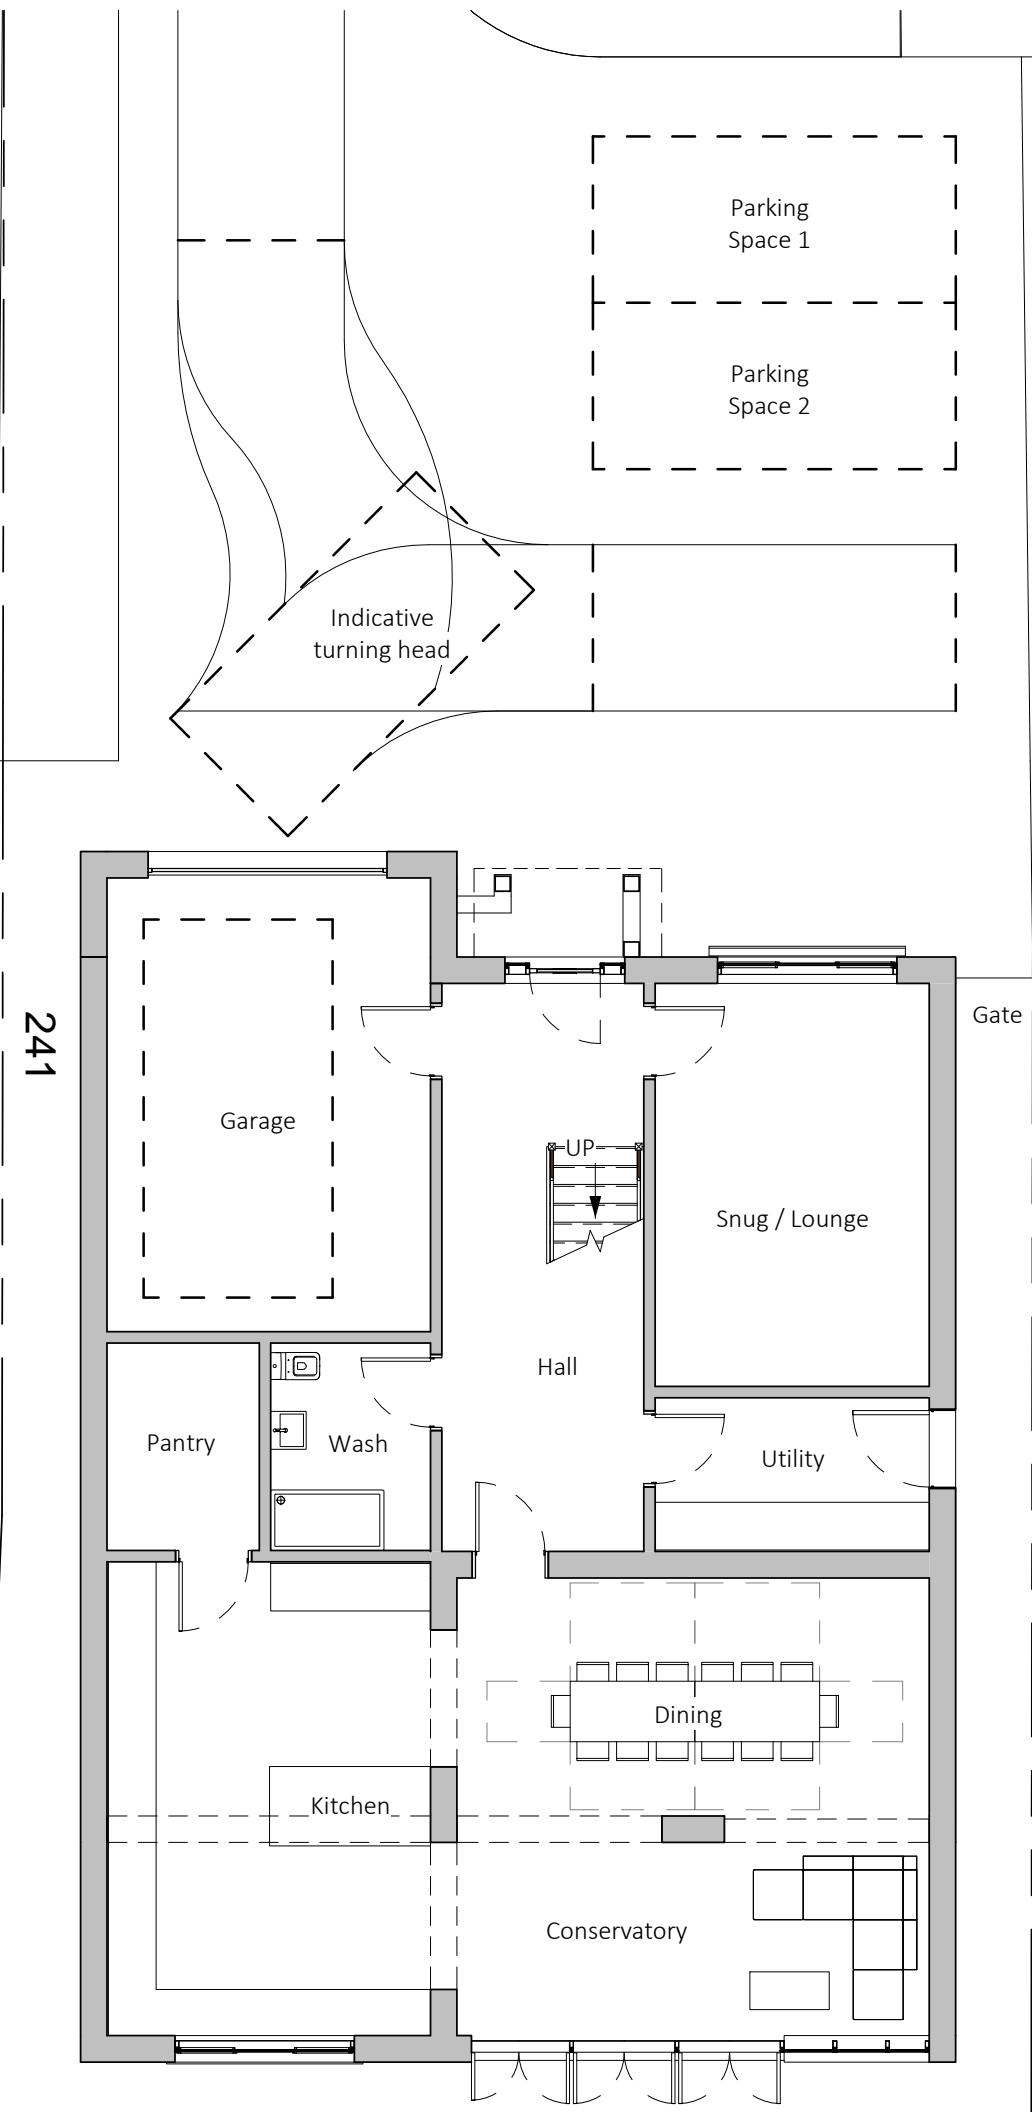 Parking
Space 1
Parking
Space 2
Indicative
turning head
241
Gate
Garage
UP
Snug / Lounge
Hall
Pantry
Wash
Utility
Dining
Kitchen
Conservatory